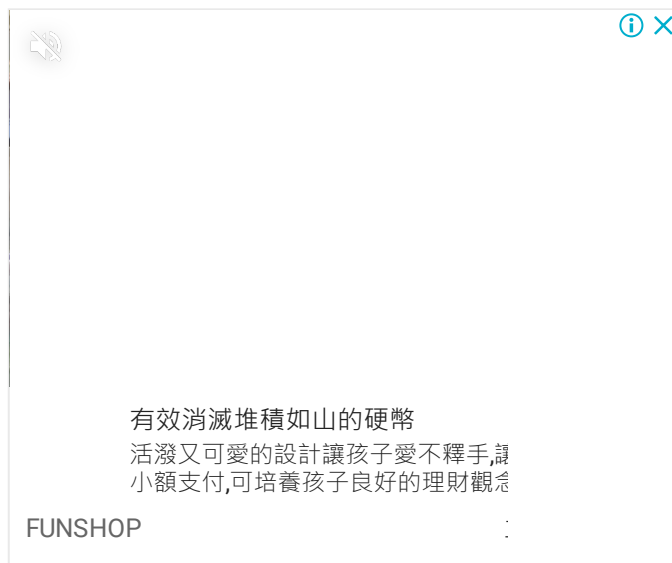 有效消滅堆積如山的硬幣
活潑又可愛的設計讓孩子愛不釋手,讓
小額支付,可培養孩子良好的理財觀念
FUNSHOP